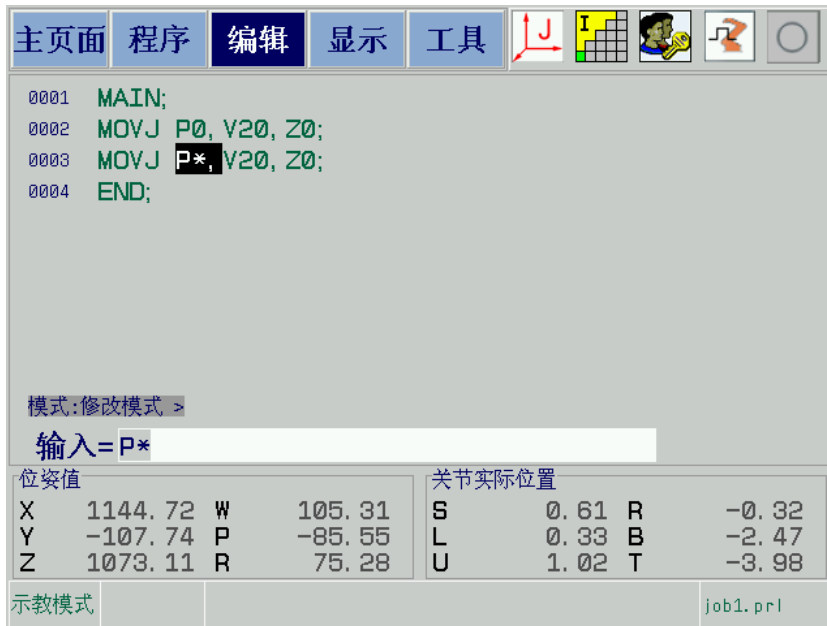 主页面 程序 编辑 显示 工具 J I
0001 MAIN;
0002 MOVJ P0, V20, Z0;
0003 MOVJ P*, V20, Z0;
0004 END;
模式:修改模式 >
输入=P*
位姿值 关节实际位置
X 1144.72 W 105.31 S 0.61 R -0.32
Y -107.74 P -85.55 L 0.33 B -2.47
Z 1073.11 R 75.28 U 1.02 T -3.98
示教模式 job1.prl